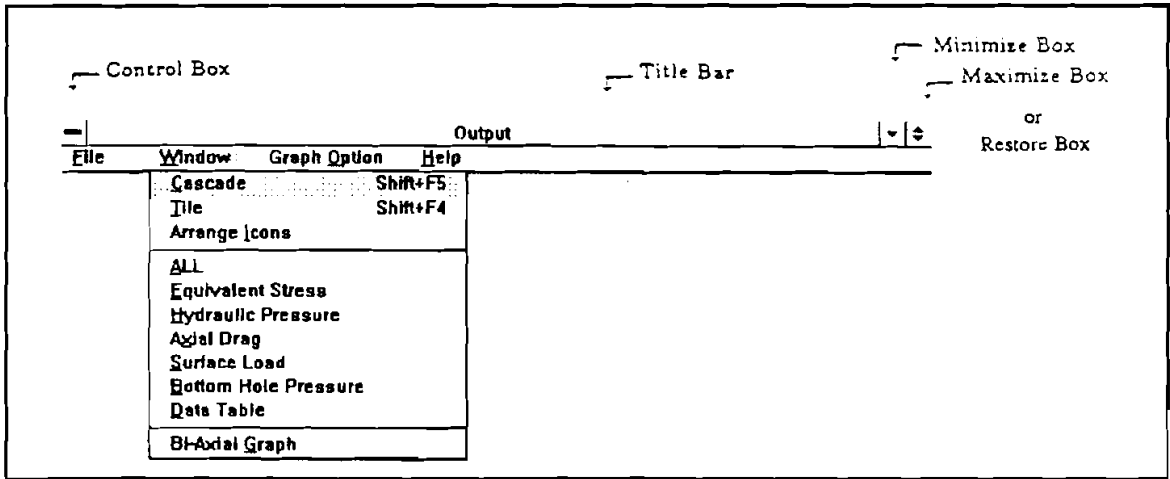 Minimize Box
Control Box
Title Bar
Maximize Box
or
Restore Box
Output
File Window Graph Option Help
Cascade Shift+F5
Tile Shift+F4
Arrange Icons
ALL
Equivalent Stress
Hydraulic Pressure
Axial Drag
Surface Load
Bottom Hole Pressure
Data Table
Bi-Axial Graph